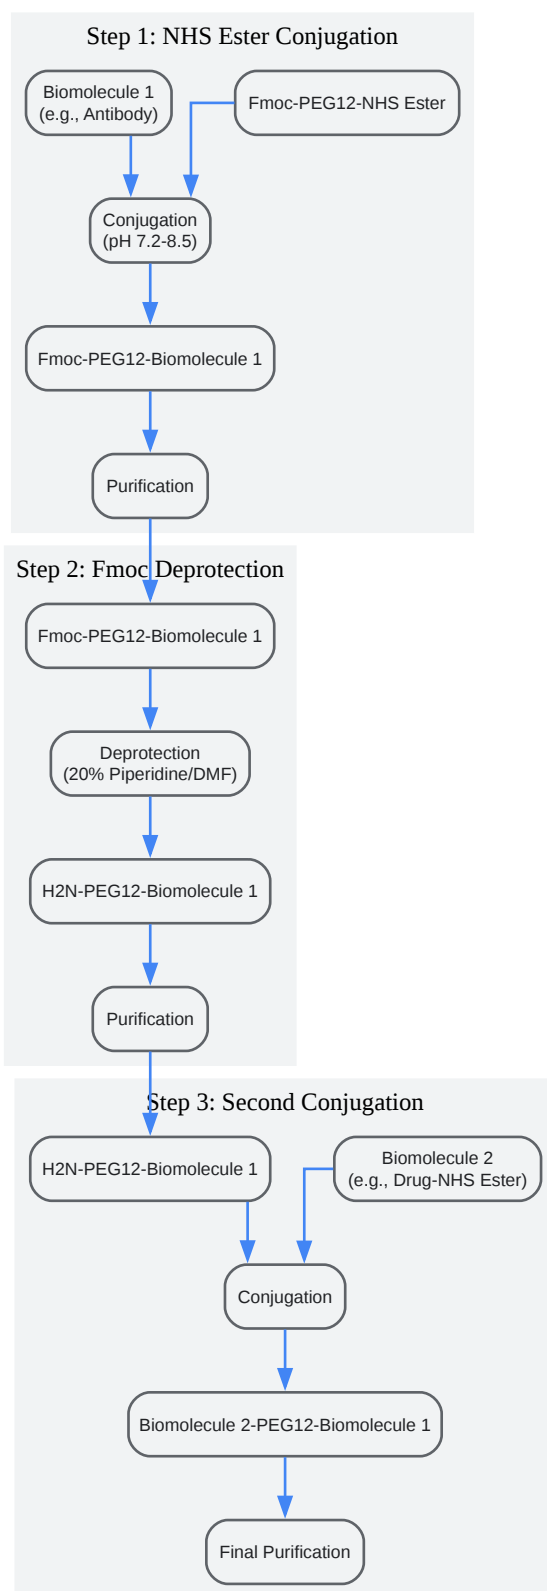 Step 1: NHS Ester Conjugation
Biomolecule 1
(e.g., Antibody)
Fmoc-PEG12-NHS Ester
Conjugation
(pH 7.2-8.5)
Fmoc-PEG12-Biomolecule 1
Purification
Step 2: Fmoc Deprotection
Fmoc-PEG12-Biomolecule 1
Deprotection
(20% Piperidine/DMF)
H2N-PEG12-Biomolecule 1
Purification
Step 3: Second Conjugation
H2N-PEG12-Biomolecule 1
Biomolecule 2
(e.g., Drug-NHS Ester)
Conjugation
Biomolecule 2-PEG12-Biomolecule 1
Final Purification